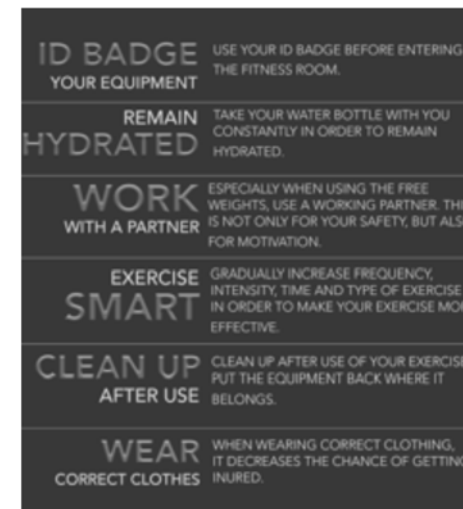 ID BADGE
YOUR EQUIPMENT
USE YOUR ID BADGE BEFORE ENTERING
THE FITNESS ROOM.
REMAIN
HYDRATED
TAKE YOUR WATER BOTTLE WITH YOU
CONSTANTLY IN ORDER TO REMAIN
HYDRATED.
WORK
WITH A PARTNER
ESPECIALLY WHEN USING THE FREE
WEIGHTS, USE A WORKING PARTNER. THI
IS NOT ONLY FOR YOUR SAFETY, BUT ALS
FOR MOTIVATION.
EXERCISE
SMART
GRADUALLY INCREASE FREQUENCY,
INTENSITY, TIME AND TYPE OF EXERCISE
IN ORDER TO MAKE YOUR EXERCISE MO
EFFECTIVE.
CLEAN UP
AFTER USE
CLEAN UP AFTER USE OF YOUR EXERCISE
PUT THE EQUIPMENT BACK WHERE IT
BELONGS.
WEAR
CORRECT CLOTHES
WHEN WEARING CORRECT CLOTHING,
IT DECREASES THE CHANCE OF GETTING
INURED.